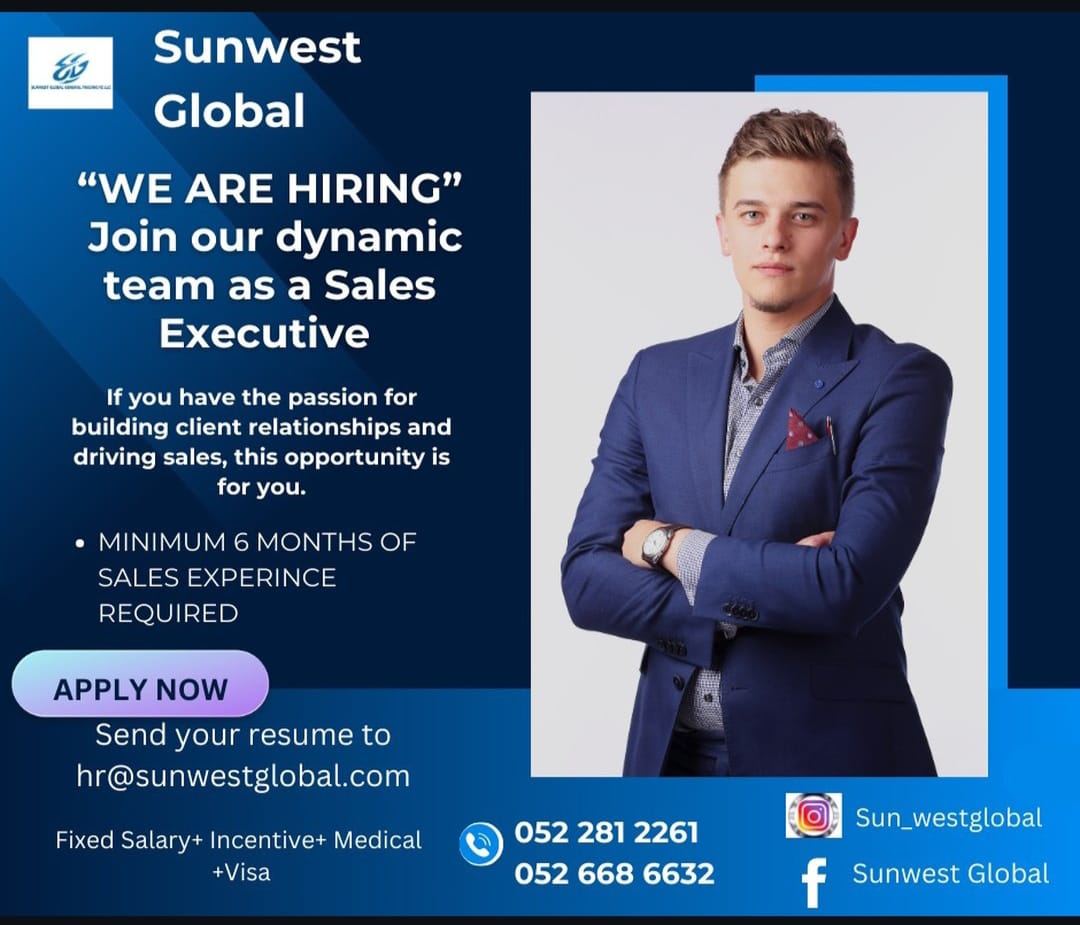 Sunwest
Global
“WE ARE HIRING”
Join our dynamic
team as a Sales
Executive
If you have the passion for
building client relationships and
driving sales, this opportunity is
for you.
• MINIMUM 6 MONTHS OF
SALES EXPERINCE
REQUIRED
APPLY NOW
Send your resume to
hr@sunwestglobal.com
Fixed Salary+ Incentive+ Medical
+Visa
052 281 2261
052 668 6632
Sun_westglobal
Sunwest Global